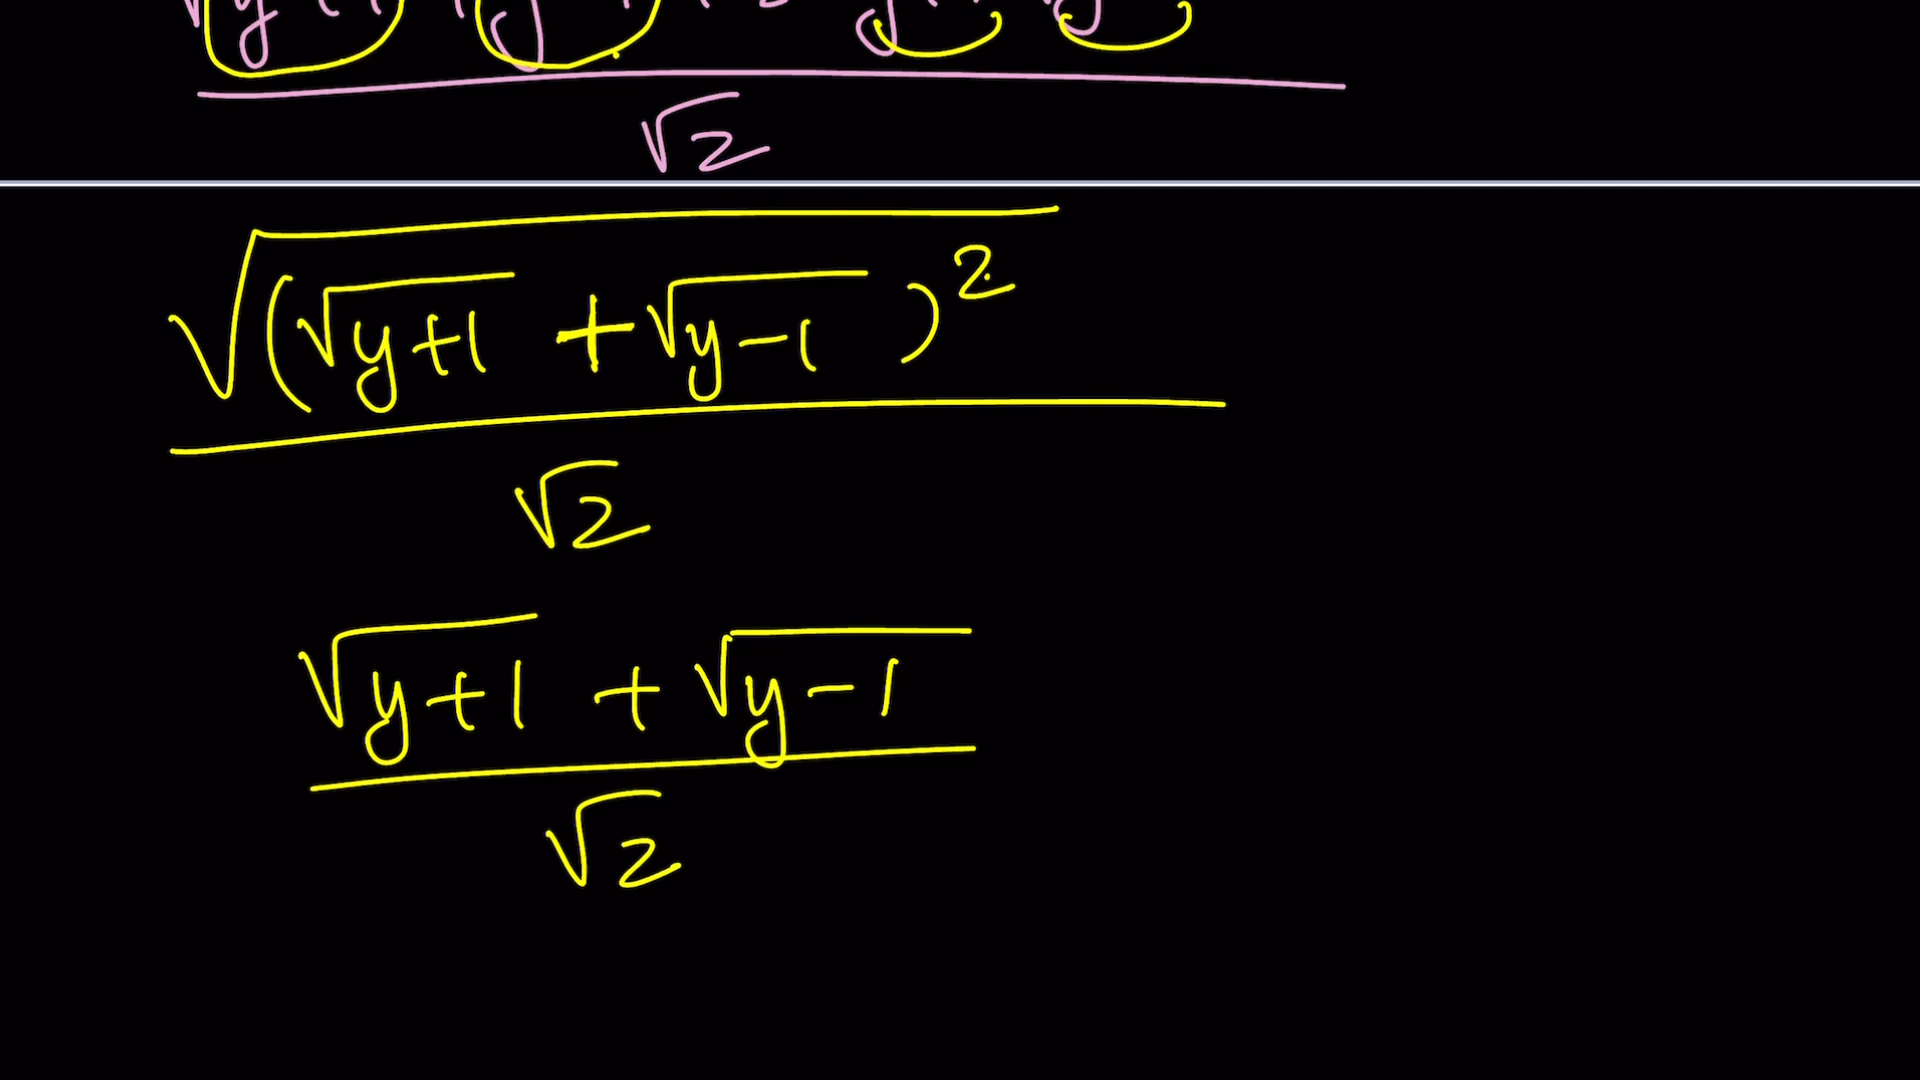 √2
√((√(y+1) + √(y-1))²)
√2
√(y+1) + √(y-1)
√2